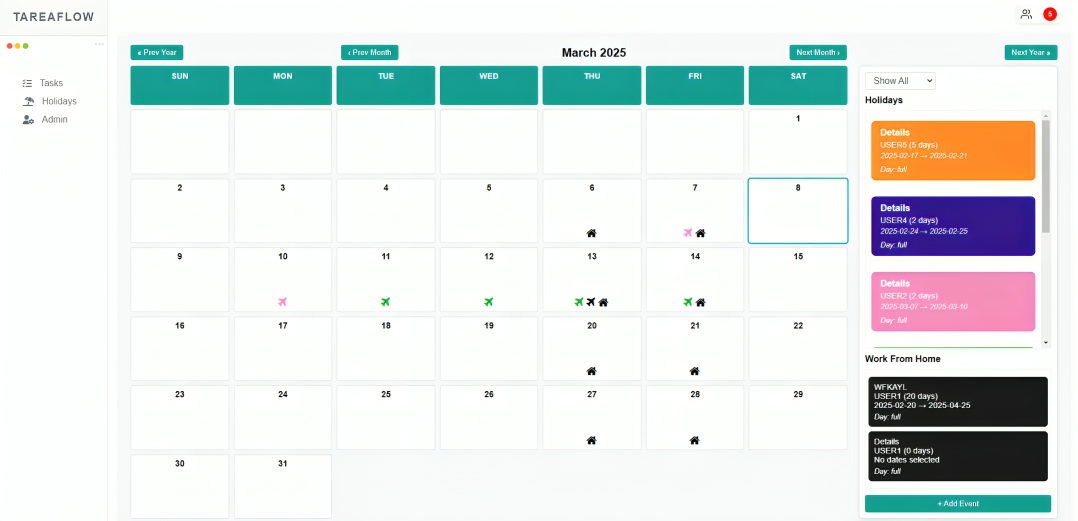 TAREAFLOW
5
Tasks
Holidays
Admin
« Prev Year
‹ Prev Month
March 2025
Next Month ›
Next Year »
SUN MON TUE WED THU FRI SAT
1
2 3 4 5 6 7 8
9 10 11 12 13 14 15
16 17 18 19 20 21 22
23 24 25 26 27 28 29
30 31
Show All
Holidays
Details
USER5 (5 days)
2025-02-17 → 2025-02-21
Day: full
Details
USER4 (2 days)
2025-02-24 → 2025-02-25
Day: full
Details
USER2 (2 days)
2025-03-07 → 2025-03-10
Day: full
Work From Home
WFKAYL
USER1 (20 days)
2025-02-20 → 2025-04-25
Day: full
Details
USER1 (0 days)
No dates selected
Day: full
+ Add Event